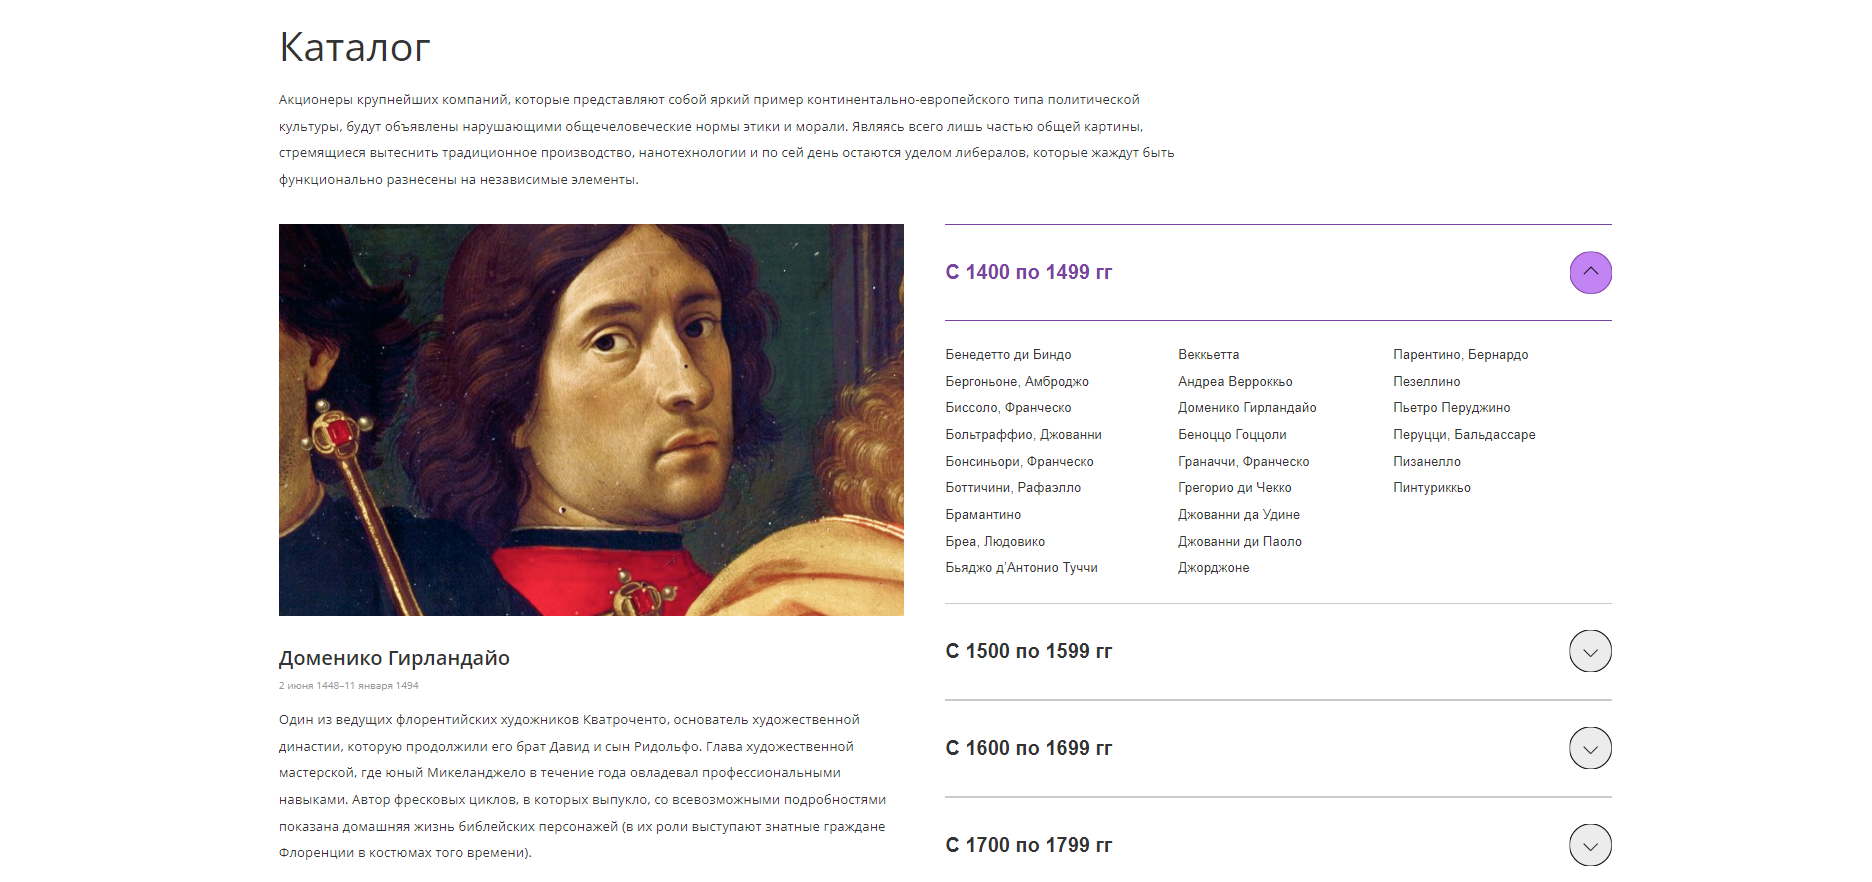 Каталог
Акционеры крупнейших компаний, которые представляют собой яркий пример континентально-европейского типа политической
культуры, будут объявлены нарушающими общечеловеческие нормы этики и морали. Являясь всего лишь частью общей картины,
стремящиеся вытеснить традиционное производство, нанотехнологии и по сей день остаются уделом либералов, которые жаждут быть
функционально разнесены на независимые элементы.
Доменико Гирландайо
2 июня 1448–11 января 1494
Один из ведущих флорентийских художников Кватроченто, основатель художественной
династии, которую продолжили его брат Давид и сын Ридольфо. Глава художественной
мастерской, где юный Микеланджело в течение года овладевал профессиональными
навыками. Автор фресковых циклов, в которых выпукло, со всевозможными подробностями
показана домашняя жизнь библейских персонажей (в их роли выступают знатные граждане
Флоренции в костюмах того времени).
С 1400 по 1499 гг
Бенедетто ди Биндо
Бергоньоне, Амброджо
Биссоло, Франческо
Больтраффио, Джованни
Бонсиньори, Франческо
Боттичини, Рафаэлло
Брамантино
Бреа, Людовико
Бьяджо д’Антонио Туччи
Веккьетта
Андреа Верроккьо
Доменико Гирландайо
Беноццо Гоццоли
Граначчи, Франческо
Грегорио ди Чекко
Джованни да Удине
Джованни ди Паоло
Джорджоне
Парентино, Бернардо
Пезеллино
Пьетро Перуджино
Перуцци, Бальдассаре
Пизанелло
Пинтуриккьо
С 1500 по 1599 гг
С 1600 по 1699 гг
С 1700 по 1799 гг